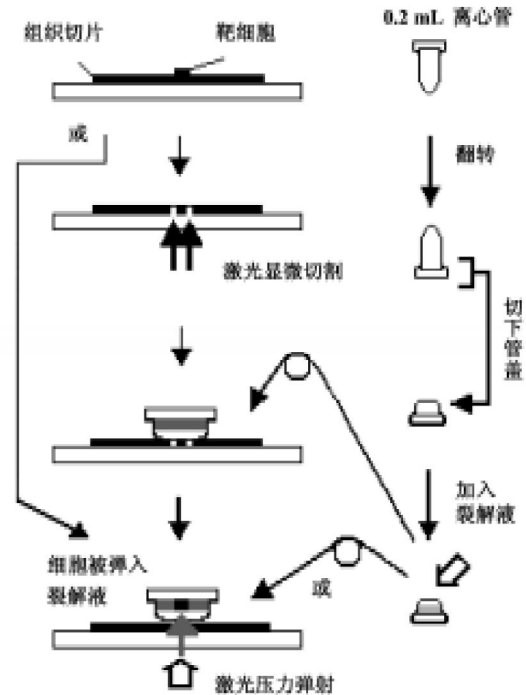 0.2 mL 离心管
组织切片
靶细胞
或
翻转
激光显微切割
切下管盖
加入
裂解液
细胞被弹入
裂解液
或
激光压力弹射